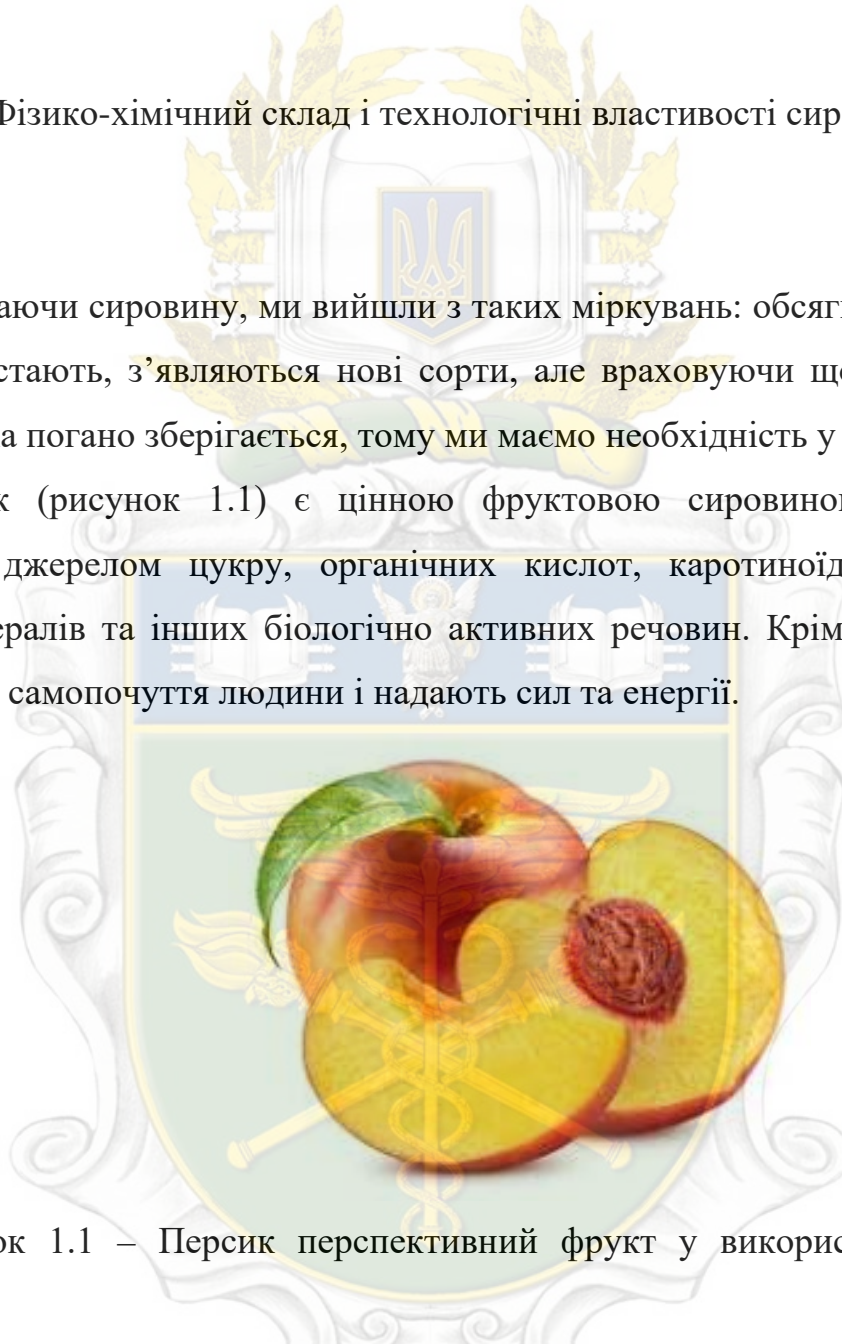 Фізико-хімічний склад і технологічні властивості сир
аючи сировину, ми вийшли з таких міркувань: обсяг
стають, з’являються нові сорти, але враховуючи що
а погано зберігається, тому ми маємо необхідність у
к (рисунок 1.1) є цінною фруктовою сировино
джерелом цукру, органічних кислот, каротиноїд
ералів та інших біологічно активних речовин. Крім
самопочуття людини і надають сил та енергії.
ок 1.1 – Персик перспективний фрукт у викорис